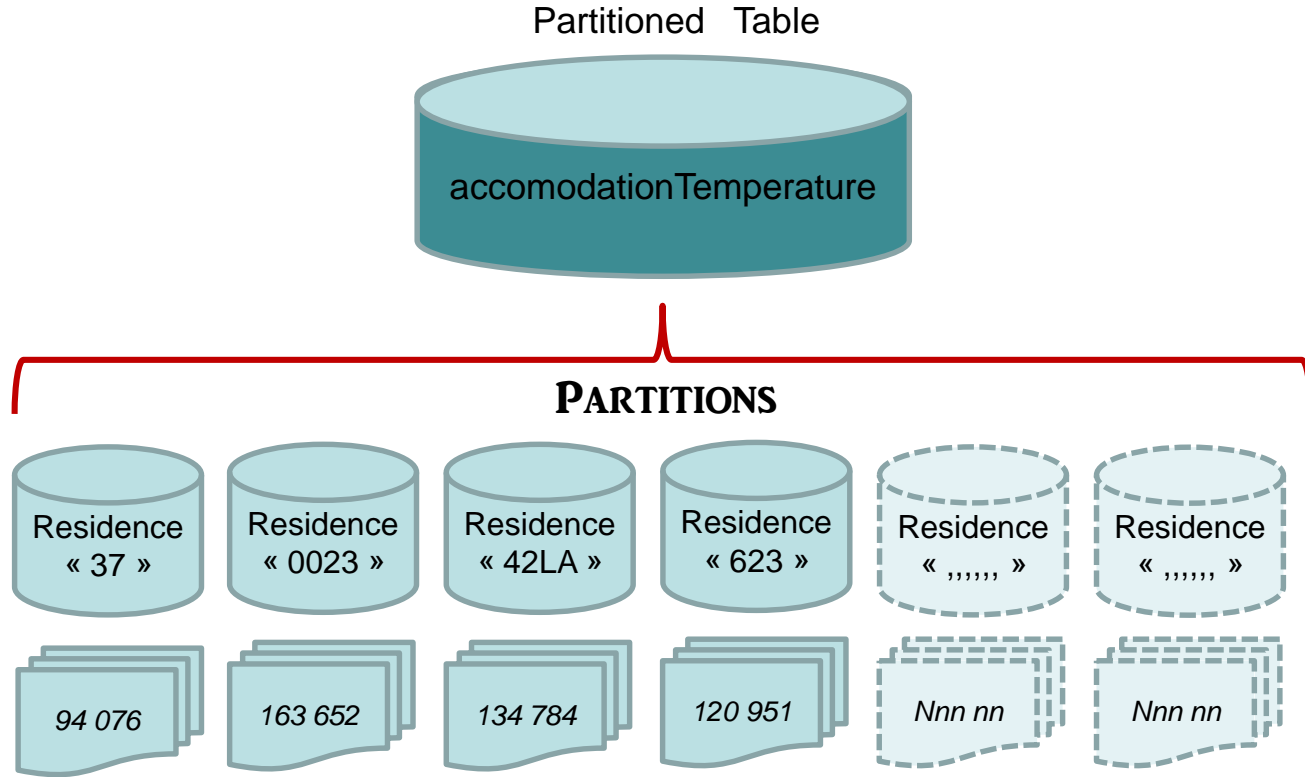 Partitioned Table
accomodationTemperature
PARTITIONS
Residence
« 37 »
Residence
« 0023 »
Residence
« 42LA »
Residence
« 623 »
Residence
« ,,,,,, »
Residence
« ,,,,,, »
94 076
163 652
134 784
120 951
Nnn nn
Nnn nn